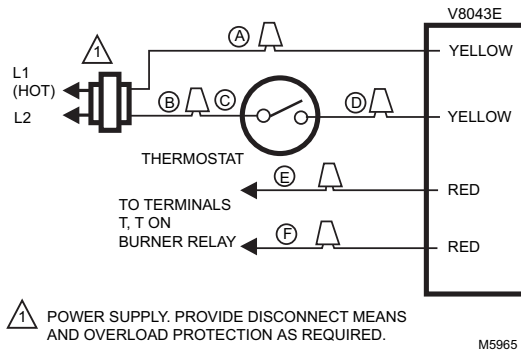 V8043E
A
1
YELLOW
L1
(HOT)
B
C
D
L2
YELLOW
THERMOSTAT
E
RED
TO TERMINALS
T, T ON
BURNER RELAY
F
RED
1 POWER SUPPLY. PROVIDE DISCONNECT MEANS
AND OVERLOAD PROTECTION AS REQUIRED.
M5965